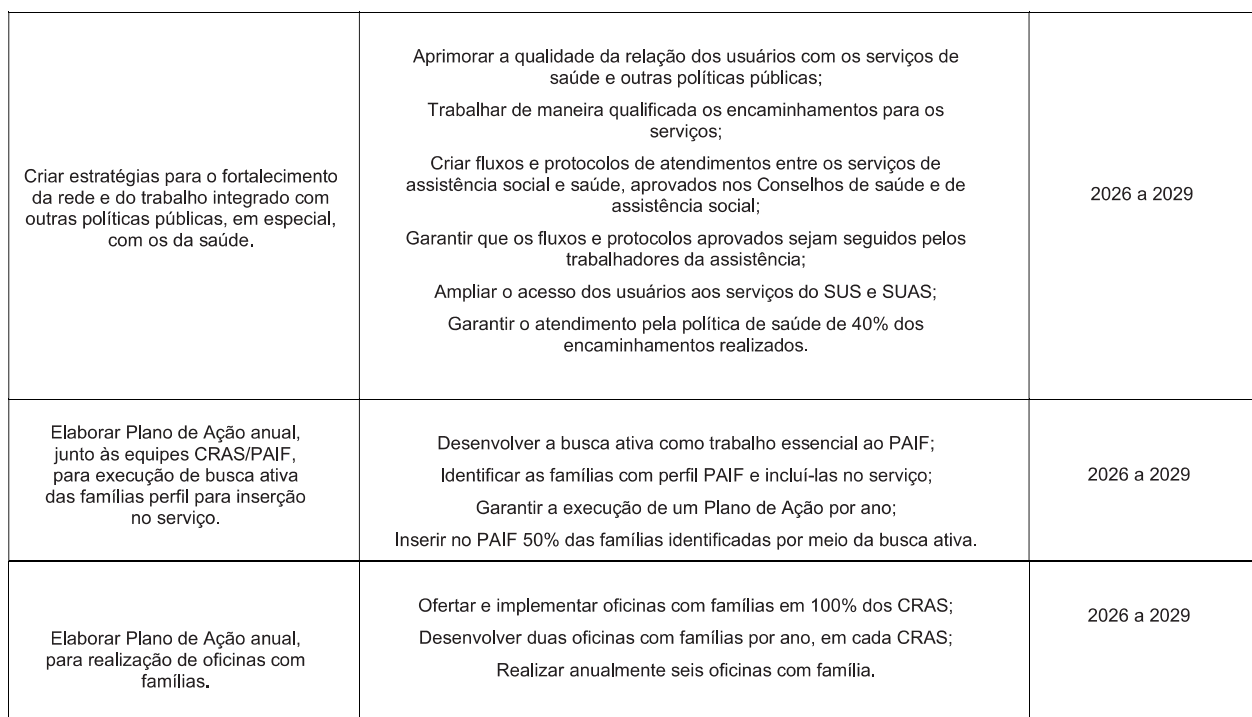 Criar estratégias para o fortalecimento
da rede e do trabalho integrado com
outras políticas públicas, em especial,
com os da saúde.
Aprimorar a qualidade da relação dos usuários com os serviços de
saúde e outras políticas públicas;
Trabalhar de maneira qualificada os encaminhamentos para os
serviços;
Criar fluxos e protocolos de atendimentos entre os serviços de
assistência social e saúde, aprovados nos Conselhos de saúde e de
assistência social;
Garantir que os fluxos e protocolos aprovados sejam seguidos pelos
trabalhadores da assistência;
Ampliar o acesso dos usuários aos serviços do SUS e SUAS;
Garantir o atendimento pela política de saúde de 40% dos
encaminhamentos realizados.
2026 a 2029
Elaborar Plano de Ação anual,
junto às equipes CRAS/PAIF,
para execução de busca ativa
das famílias perfil para inserção
no serviço.
Desenvolver a busca ativa como trabalho essencial ao PAIF;
Identificar as famílias com perfil PAIF e incluí-las no serviço;
Garantir a execução de um Plano de Ação por ano;
Inserir no PAIF 50% das famílias identificadas por meio da busca ativa.
2026 a 2029
Elaborar Plano de Ação anual,
para realização de oficinas com
famílias.
Ofertar e implementar oficinas com famílias em 100% dos CRAS;
Desenvolver duas oficinas com famílias por ano, em cada CRAS;
Realizar anualmente seis oficinas com família.
2026 a 2029